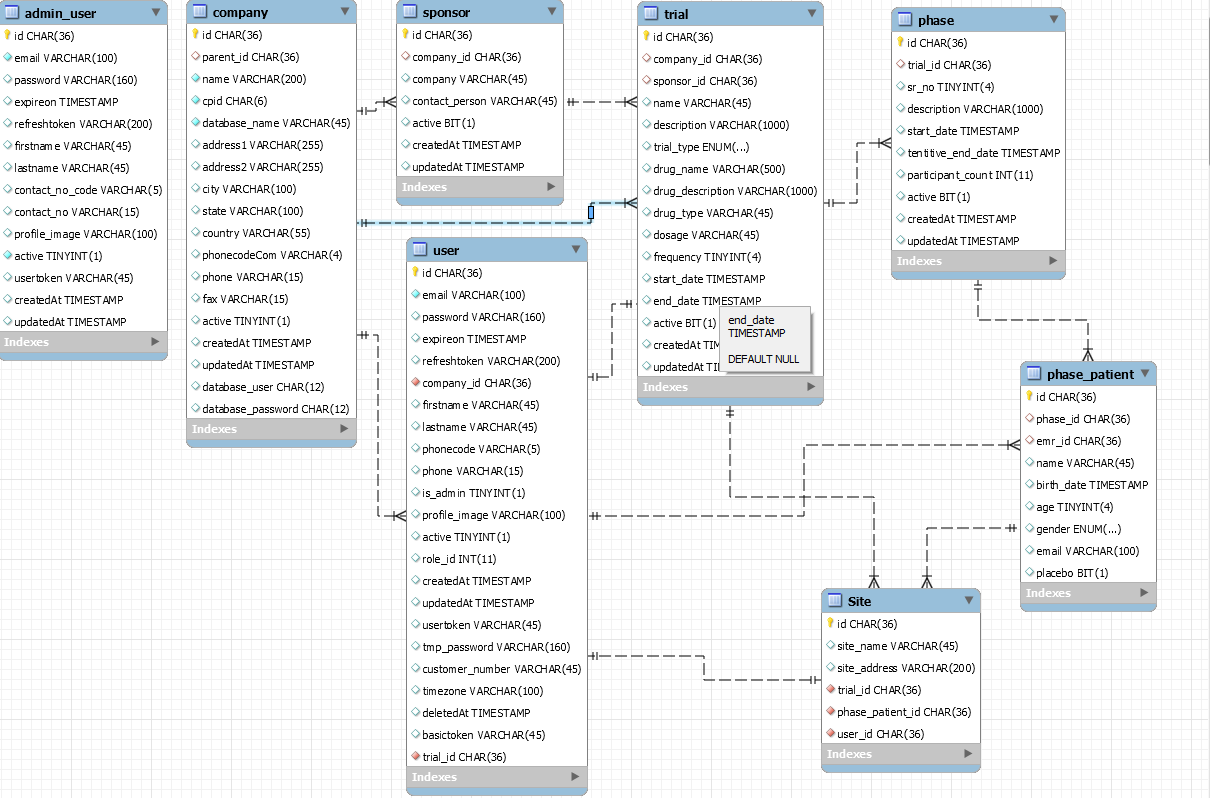 admin_user
id CHAR(36)
email VARCHAR(100)
password VARCHAR(160)
expireon TIMESTAMP
refreshtoken VARCHAR(200)
firstname VARCHAR(45)
lastname VARCHAR(45)
contact_no_code VARCHAR(5)
contact_no VARCHAR(15)
profile_image VARCHAR(100)
active TINYINT(1)
usertoken VARCHAR(45)
createdAt TIMESTAMP
updatedAt TIMESTAMP
Indexes
company
id CHAR(36)
parent_id CHAR(36)
name VARCHAR(200)
cpid CHAR(6)
database_name VARCHAR(45)
address1 VARCHAR(255)
address2 VARCHAR(255)
city VARCHAR(100)
state VARCHAR(100)
country VARCHAR(55)
phonecodeCom VARCHAR(4)
phone VARCHAR(15)
fax VARCHAR(15)
active TINYINT(1)
createdAt TIMESTAMP
updatedAt TIMESTAMP
database_user CHAR(12)
database_password CHAR(12)
Indexes
sponsor
id CHAR(36)
company_id CHAR(36)
company VARCHAR(45)
contact_person VARCHAR(45)
active BIT(1)
createdAt TIMESTAMP
updatedAt TIMESTAMP
Indexes
user
id CHAR(36)
email VARCHAR(100)
password VARCHAR(160)
expireon TIMESTAMP
refreshtoken VARCHAR(200)
company_id CHAR(36)
firstname VARCHAR(45)
lastname VARCHAR(45)
phonecode VARCHAR(5)
phone VARCHAR(15)
is_admin TINYINT(1)
profile_image VARCHAR(100)
active TINYINT(1)
role_id INT(11)
createdAt TIMESTAMP
updatedAt TIMESTAMP
usertoken VARCHAR(45)
tmp_password VARCHAR(160)
customer_number VARCHAR(45)
timezone VARCHAR(100)
deletedAt TIMESTAMP
basictoken VARCHAR(45)
trial_id CHAR(36)
Indexes
trial
id CHAR(36)
company_id CHAR(36)
sponsor_id CHAR(36)
name VARCHAR(45)
description VARCHAR(1000)
trial_type ENUM(...)
drug_name VARCHAR(500)
drug_description VARCHAR(1000)
drug_type VARCHAR(45)
dosage VARCHAR(45)
frequency TINYINT(4)
start_date TIMESTAMP
end_date TIMESTAMP
active BIT(1)
createdAt TIM
updatedAt TI
Indexes
end_date
TIMESTAMP
DEFAULT NULL
phase
id CHAR(36)
trial_id CHAR(36)
sr_no TINYINT(4)
description VARCHAR(1000)
start_date TIMESTAMP
tentitive_end_date TIMESTAMP
participant_count INT(11)
active BIT(1)
createdAt TIMESTAMP
updatedAt TIMESTAMP
Indexes
phase_patient
id CHAR(36)
phase_id CHAR(36)
emr_id CHAR(36)
name VARCHAR(45)
birth_date TIMESTAMP
age TINYINT(4)
gender ENUM(...)
email VARCHAR(100)
placebo BIT(1)
Indexes
Site
id CHAR(36)
site_name VARCHAR(45)
site_address VARCHAR(200)
trial_id CHAR(36)
phase_patient_id CHAR(36)
user_id CHAR(36)
Indexes